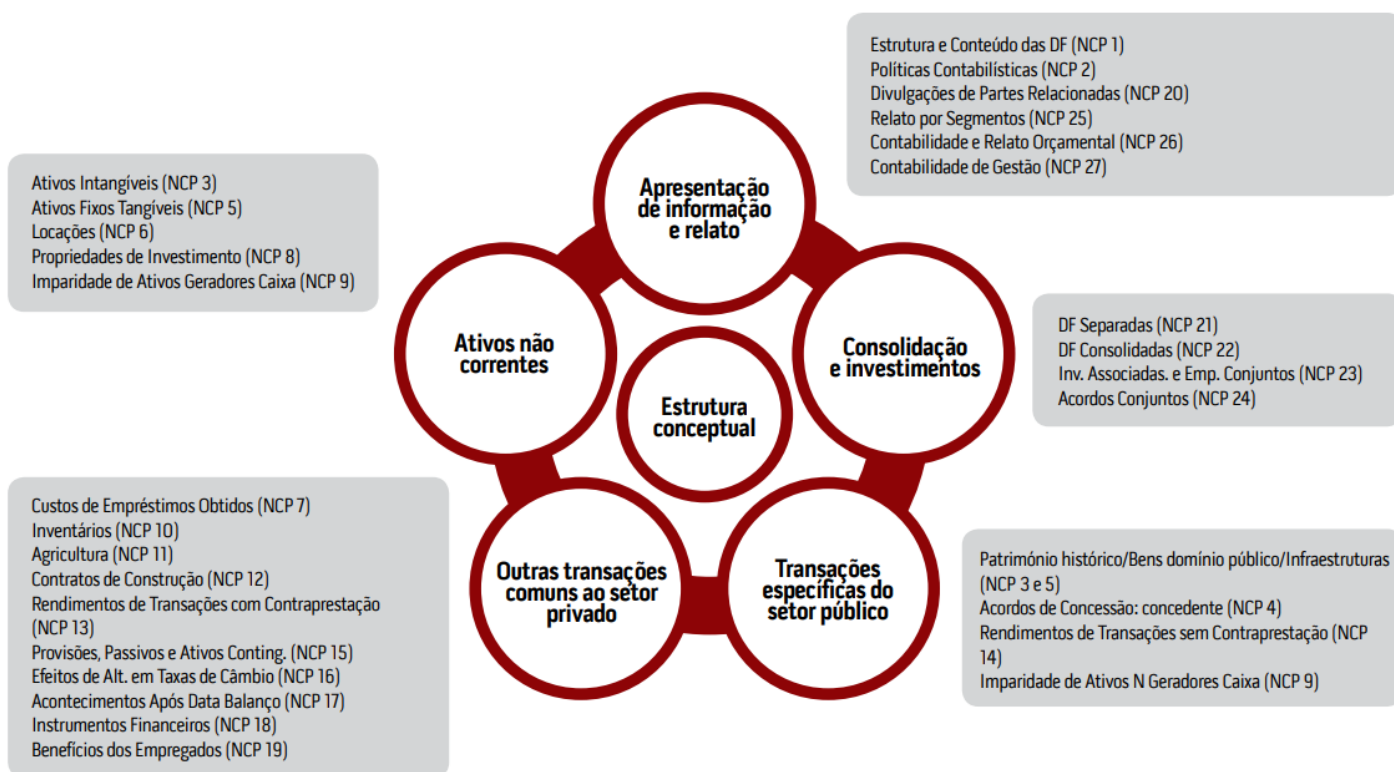 Estrutura e Conteúdo das DF (NCP 1)
Políticas Contabilísticas (NCP 2)
Divulgações de Partes Relacionadas (NCP 20)
Relato por Segmentos (NCP 25)
Contabilidade e Relato Orçamental (NCP 26)
Contabilidade de Gestão (NCP 27)
Apresentação
de informação
e relato
Ativos Intangíveis (NCP 3)
Ativos Fixos Tangíveis (NCP 5)
Locações (NCP 6)
Propriedades de Investimento (NCP 8)
Imparidade de Ativos Geradores Caixa (NCP 9)
Ativos não
correntes
Consolidação
e investimentos
DF Separadas (NCP 21)
DF Consolidadas (NCP 22)
Inv. Associadas. e Emp. Conjuntos (NCP 23)
Acordos Conjuntos (NCP 24)
Estrutura
conceptual
Custos de Empréstimos Obtidos (NCP 7)
Inventários (NCP 10)
Agricultura (NCP 11)
Contratos de Construção (NCP 12)
Rendimentos de Transações com Contraprestação
(NCP 13)
Provisões, Passivos e Ativos Conting. (NCP 15)
Efeitos de Alt. em Taxas de Câmbio (NCP 16)
Acontecimentos Após Data Balanço (NCP 17)
Instrumentos Financeiros (NCP 18)
Benefícios dos Empregados (NCP 19)
Outras transações
comuns ao setor
privado
Transações
específicas do
setor público
Património histórico/Bens domínio público/Infraestruturas
(NCP 3 e 5)
Acordos de Concessão: concedente (NCP 4)
Rendimentos de Transações sem Contraprestação (NCP
14)
Imparidade de Ativos N Geradores Caixa (NCP 9)